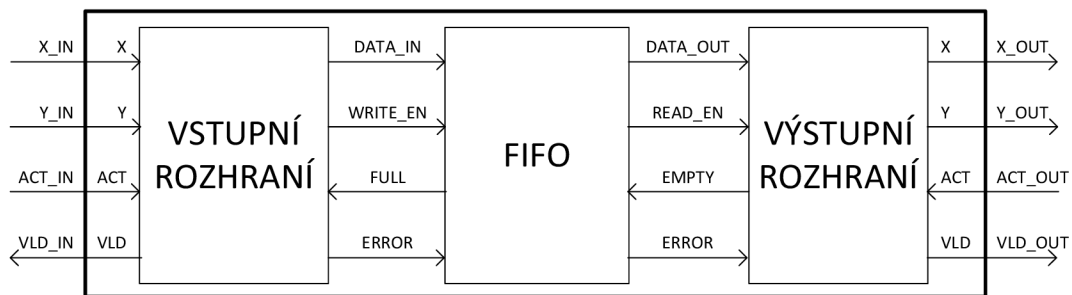 X_IN X DATA_IN DATA_OUT X X_OUT
Y_IN Y WRITE_EN READ_EN Y Y_OUT
VSTUPNÍ
ROZHRANÍ
FIFO
VÝSTUPNÍ
ROZHRANÍ
ACT_IN ACT FULL EMPTY ACT ACT_OUT
VLD_IN VLD ERROR ERROR VLD VLD_OUT